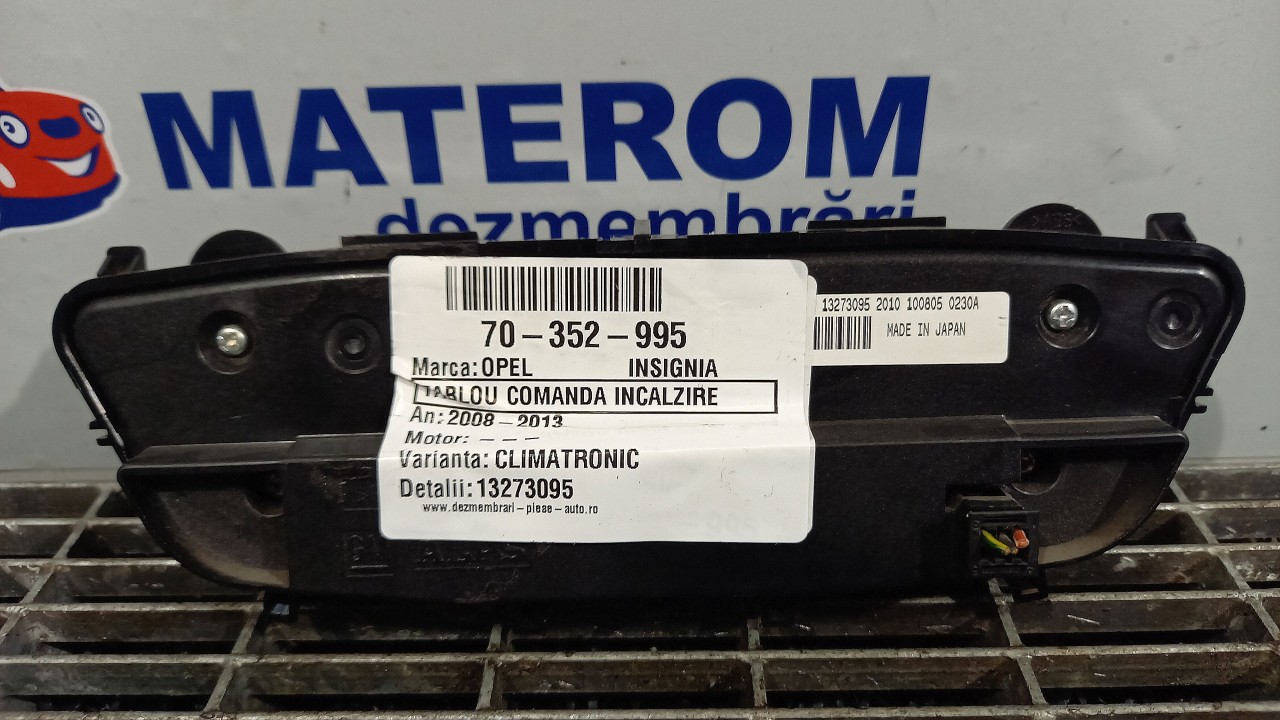 MATEROM
dezmembrări
13273095 2010 100805 0230A
MADE IN JAPAN
70-352-995
Marca: OPEL INSIGNIA
TABLOU COMANDA INCALZIRE
An: 2008-2013
Motor: ---
Varianta: CLIMATRONIC
Detalii: 13273095
www.dezmembrari-piese-auto.ro